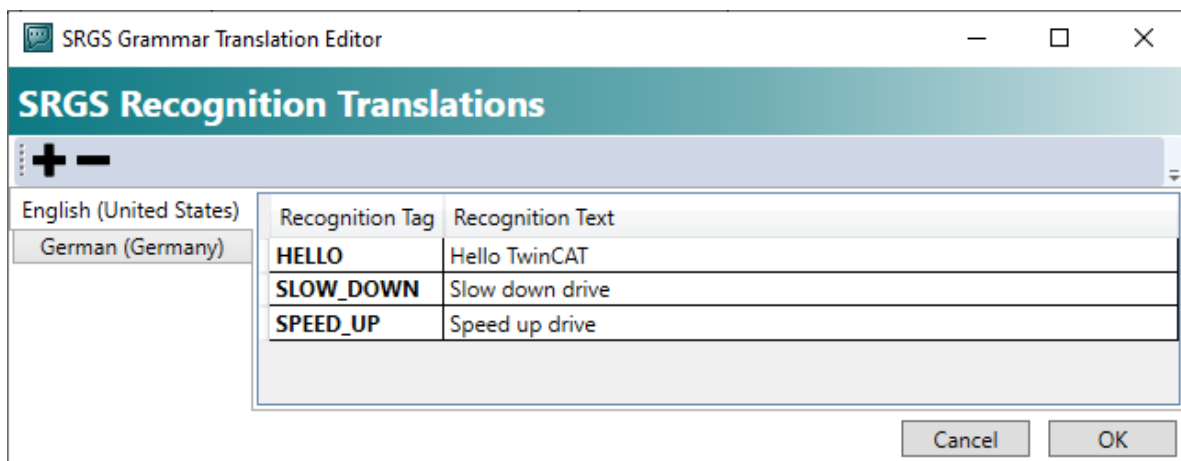 SRGS Grammar Translation Editor
SRGS Recognition Translations
English (United States)
German (Germany)
Recognition Tag Recognition Text
HELLO Hello TwinCAT
SLOW_DOWN Slow down drive
SPEED_UP Speed up drive
Cancel OK